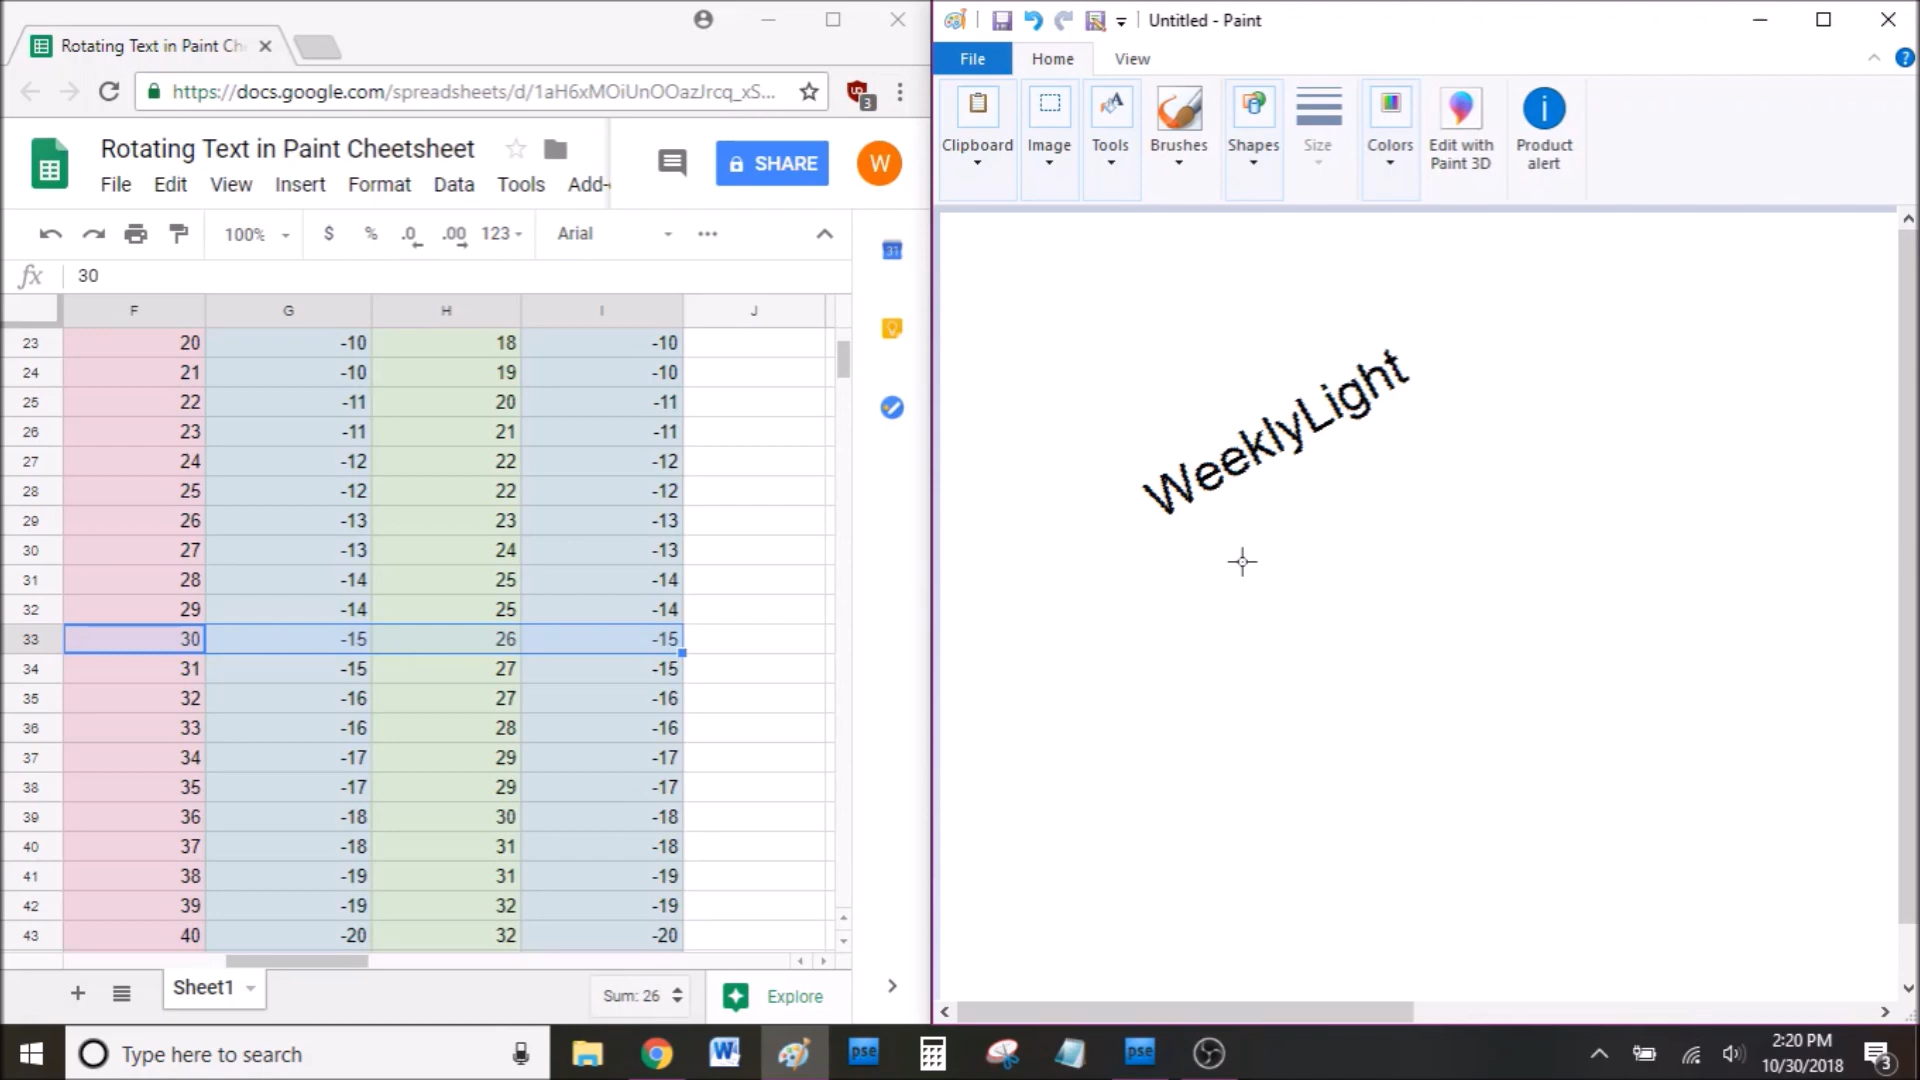 Rotating Text in Paint Ch
https://docs.google.com/spreadsheets/d/1aH6xMOiUnOOazJrcq_xS...
3
Rotating Text in Paint Cheetsheet
SHARE
W
File Edit View Insert Format Data Tools Add-
100% $ % .0 .00 123 Arial
31
fx 30
F G H I J
23 20 -10 18 -10
24 21 -10 19 -10
25 22 -11 20 -11
26 23 -11 21 -11
27 24 -12 22 -12
28 25 -12 22 -12
29 26 -13 23 -13
30 27 -13 24 -13
31 28 -14 25 -14
32 29 -14 25 -14
33 30 -15 26 -15
34 31 -15 27 -15
35 32 -16 27 -16
36 33 -16 28 -16
37 34 -17 29 -17
38 35 -17 29 -17
39 36 -18 30 -18
40 37 -18 31 -18
41 38 -19 31 -19
42 39 -19 32 -19
43 40 -20 32 -20
Sheet1
Sum: 26
Explore
Untitled - Paint
File Home View
?
Clipboard Image Tools Brushes Shapes Size Colors Edit with Paint 3D Product alert
WeeklyLight
Type here to search
W
pse
pse
2:20 PM
10/30/2018
3